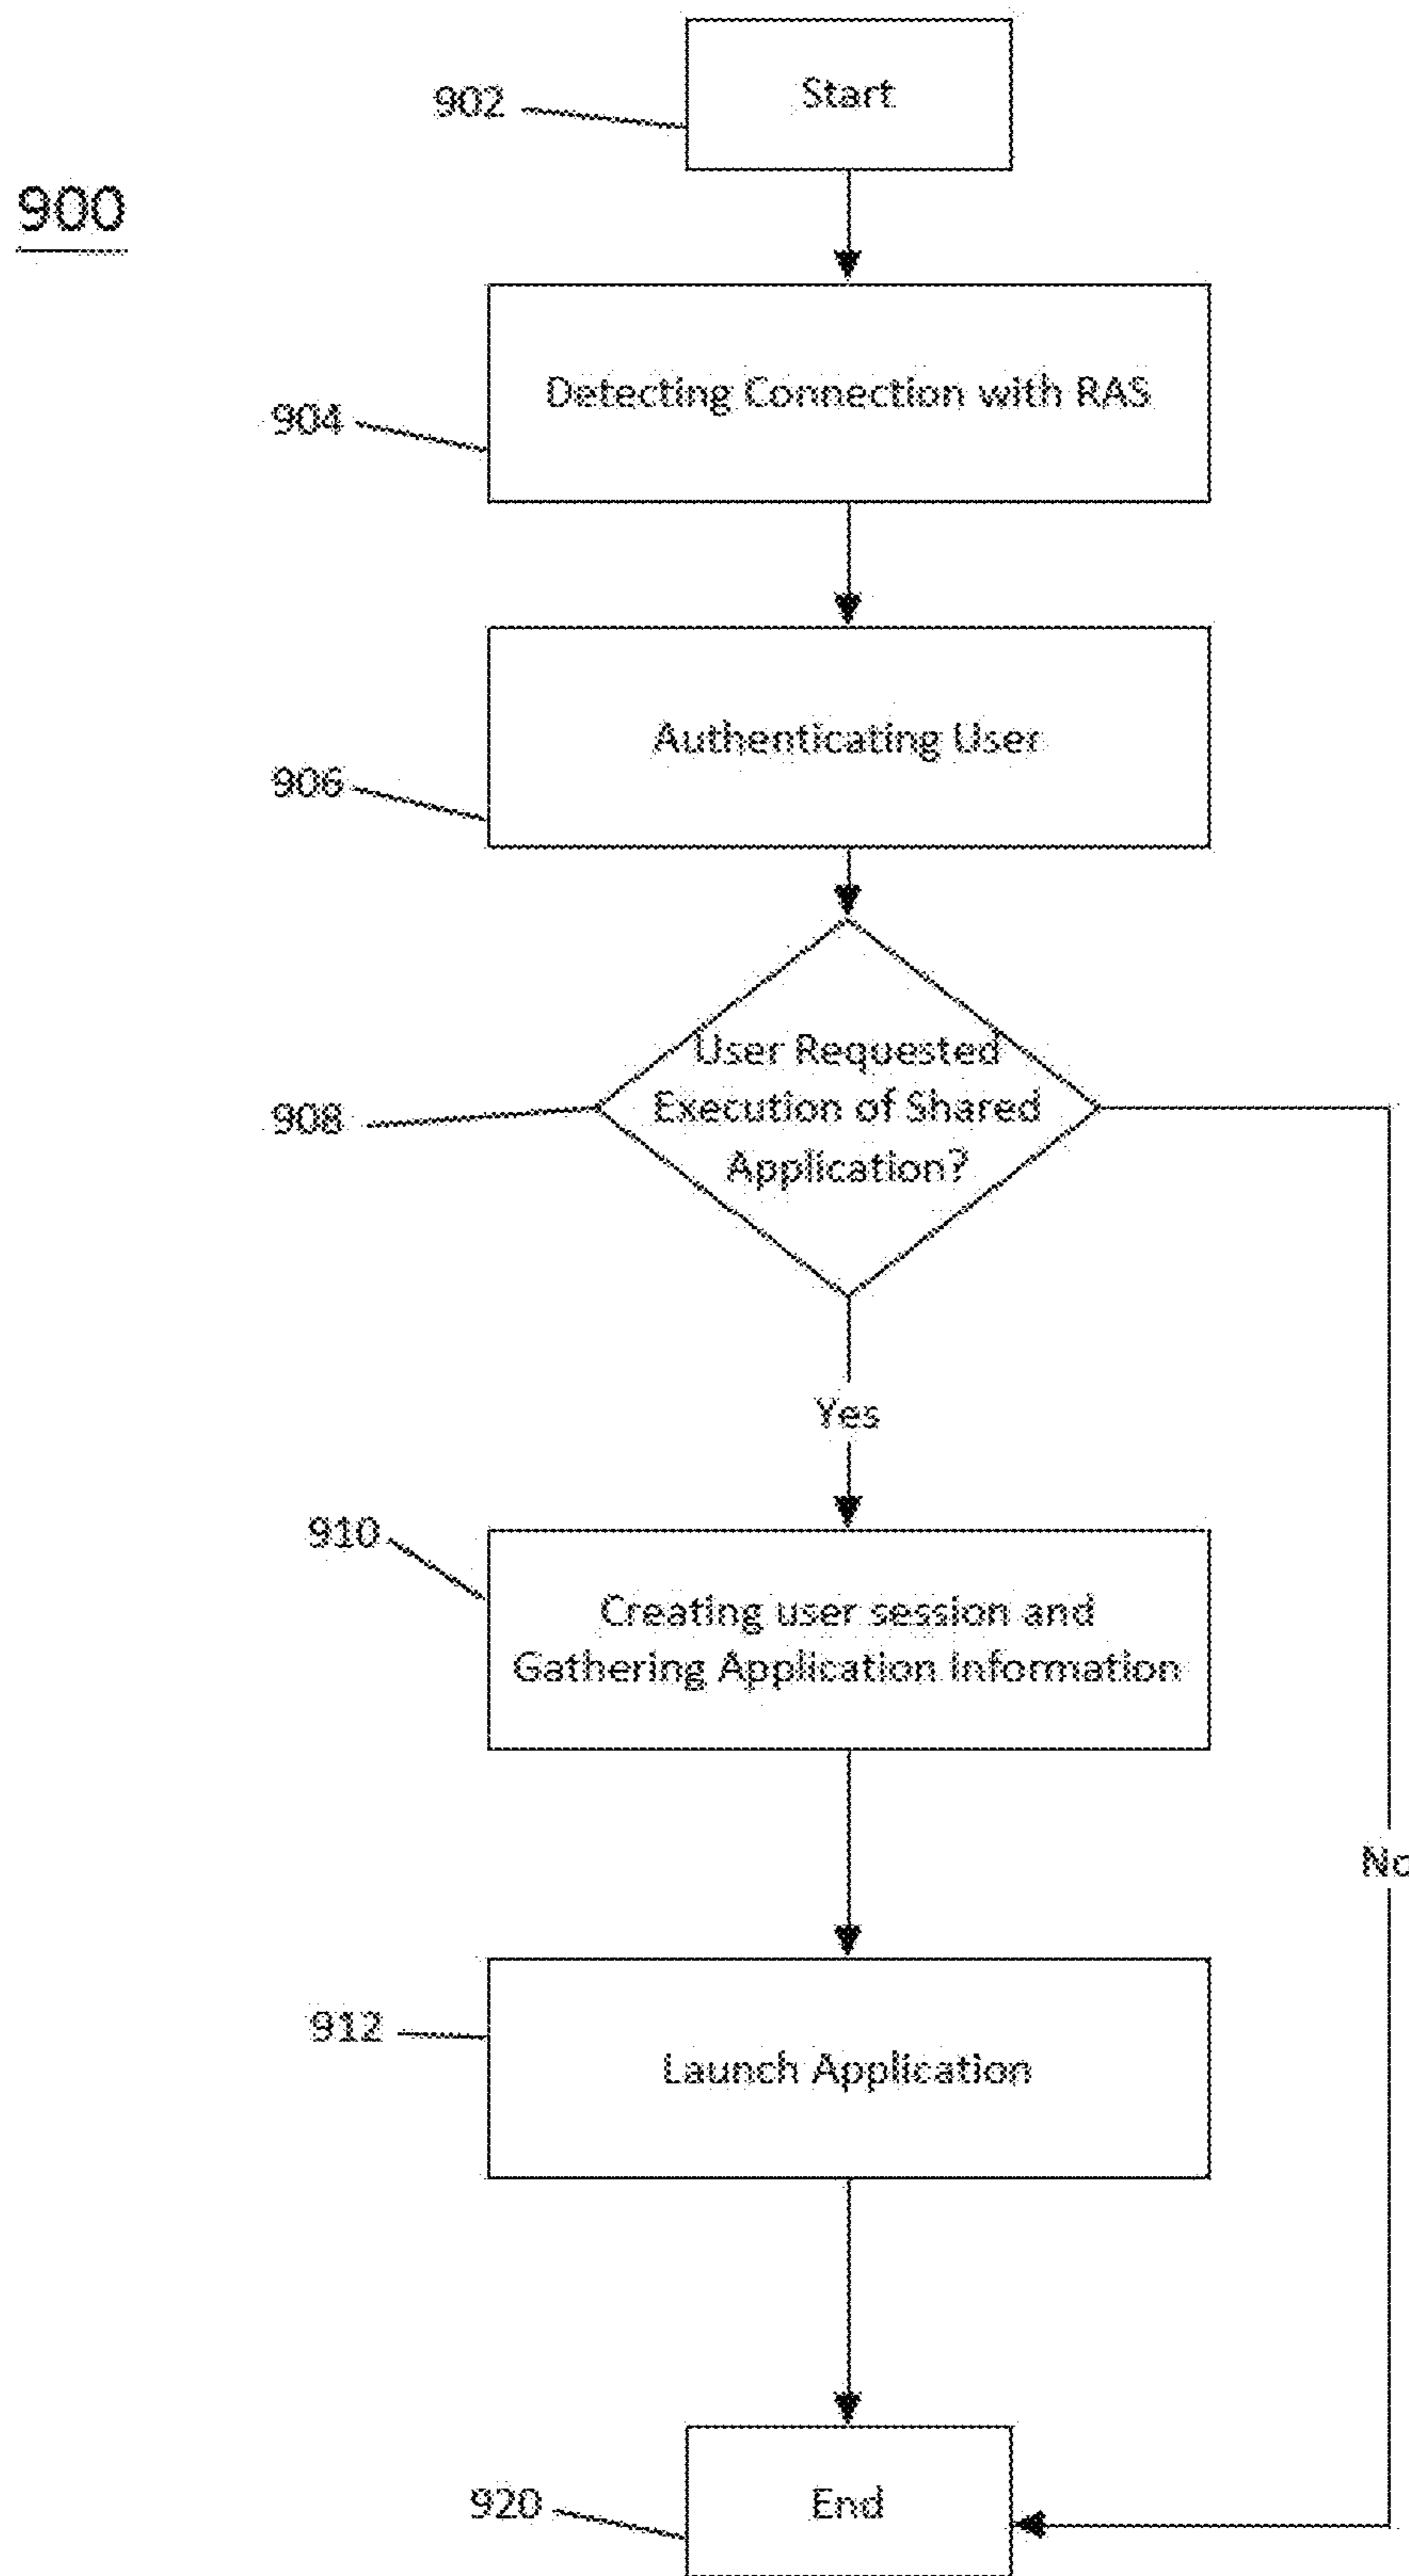 Start
902
900
Detecting Connection with RAS
904
Authenticating User
906
User Requested
Execution of Shared
Application?
908
Yes
910
Creating user session and
Gathering Application Information
No
912
Launch Application
920
End